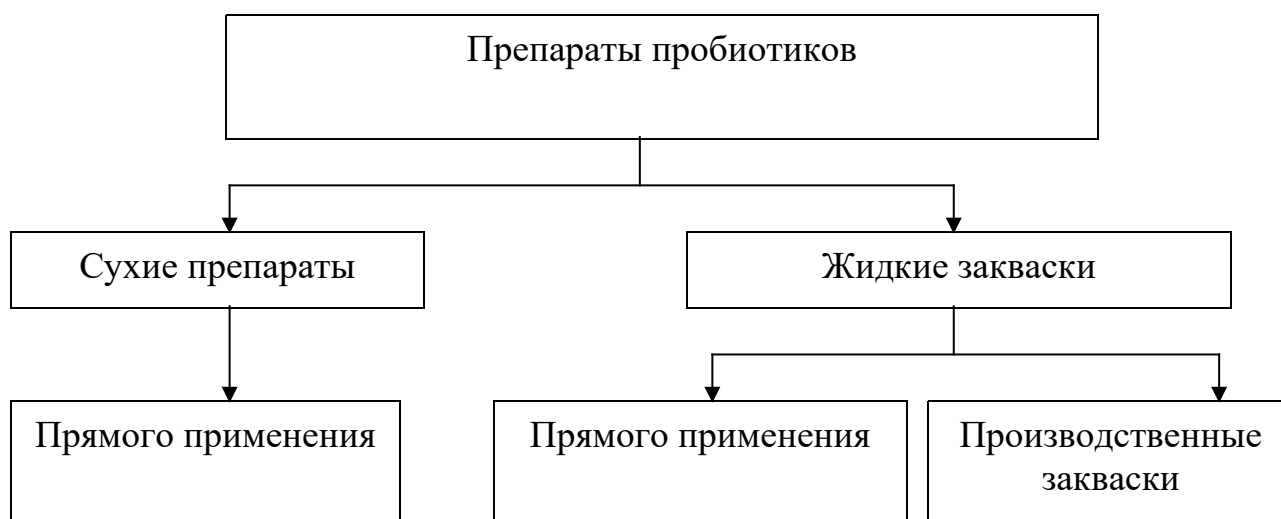 Препараты пробиотиков
Сухие препараты
Жидкие закваски
Прямого применения
Прямого применения
Производственные
закваски